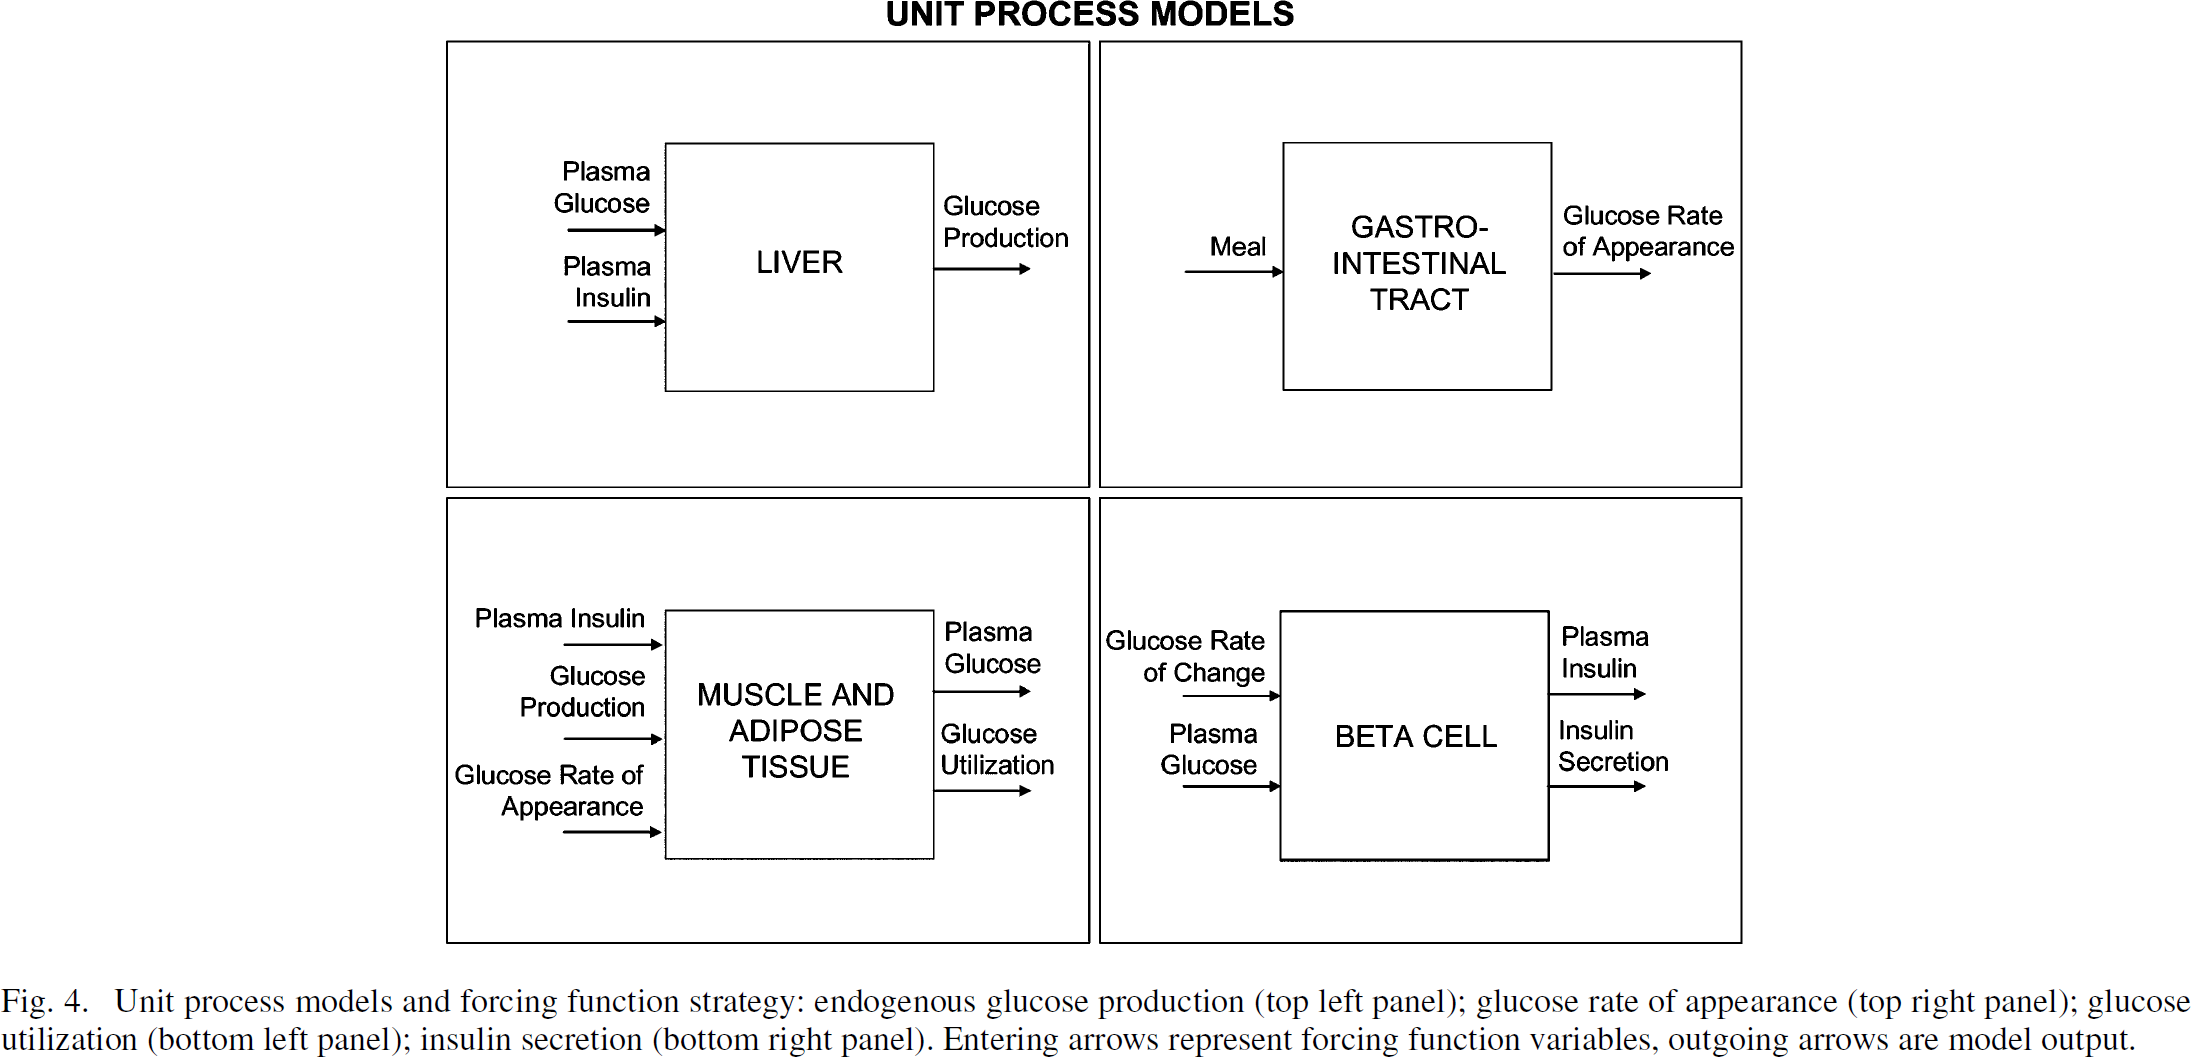 UNIT PROCESS MODELS
Plasma
Glucose
Plasma
Insulin
LIVER
Glucose
Production
Meal
GASTRO-
INTESTINAL
TRACT
Glucose Rate
of Appearance
Plasma Insulin
Glucose
Production
Glucose Rate of
Appearance
MUSCLE AND
ADIPOSE
TISSUE
Plasma
Glucose
Glucose
Utilization
Glucose Rate
of Change
Plasma
Glucose
BETA CELL
Plasma
Insulin
Insulin
Secretion
Fig. 4. Unit process models and forcing function strategy: endogenous glucose production (top left panel); glucose rate of appearance (top right panel); glucose
utilization (bottom left panel); insulin secretion (bottom right panel). Entering arrows represent forcing function variables, outgoing arrows are model output.